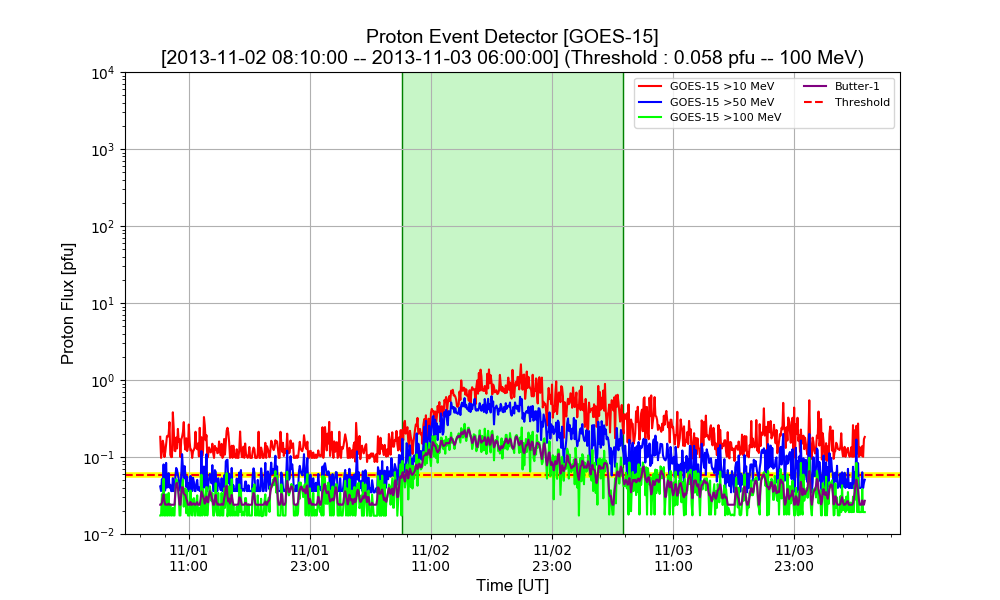 Proton Event Detector [GOES-15]
[2013-11-02 08:10:00 -- 2013-11-03 06:00:00] (Threshold : 0.058 pfu -- 100 MeV)
GOES-15 >10 MeV
GOES-15 >50 MeV
GOES-15 >100 MeV
Butter-1
Threshold
Proton Flux [pfu]
10⁴
10³
10²
10¹
10⁰
10⁻¹
10⁻²
11/01 11:00
11/01 23:00
11/02 11:00
11/02 23:00
11/03 11:00
11/03 23:00
Time [UT]